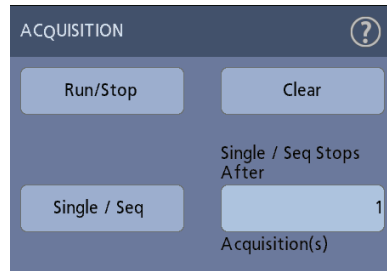 ACQUISITION
?
Run/Stop
Clear
Single / Seq Stops
After
Single / Seq
1
Acquisition(s)